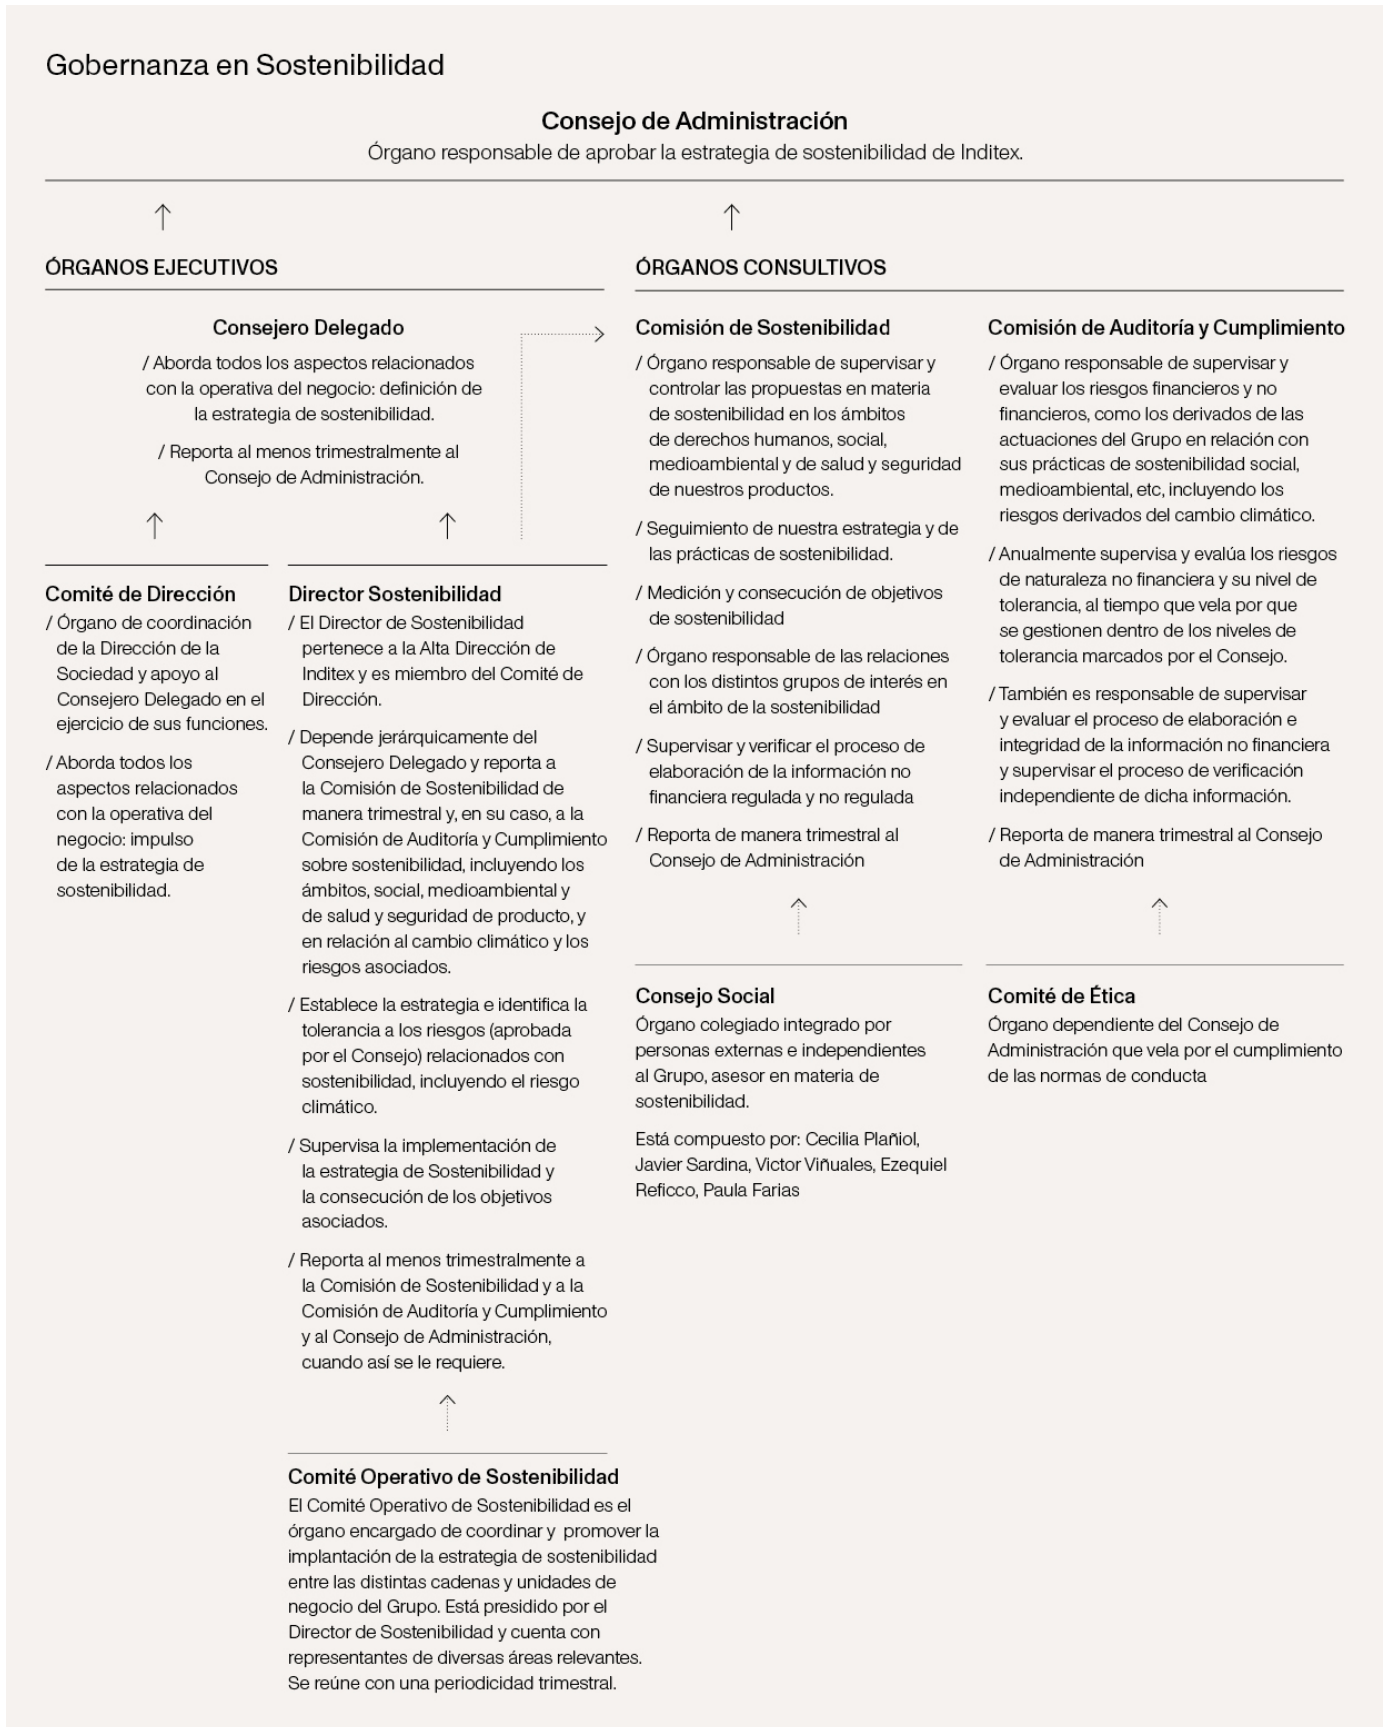 Gobernanza en Sostenibilidad
Consejo de Administración
Órgano responsable de aprobar la estrategia de sostenibilidad de Inditex.
ÓRGANOS EJECUTIVOS
Consejero Delegado
/ Aborda todos los aspectos relacionados
con la operativa del negocio: definición de
la estrategia de sostenibilidad.
/ Reporta al menos trimestralmente al
Consejo de Administración.
Comité de Dirección
/ Órgano de coordinación
de la Dirección de la
Sociedad y apoyo al
Consejero Delegado en el
ejercicio de sus funciones.
/ Aborda todos los
aspectos relacionados
con la operativa del
negocio: impulso
de la estrategia de
sostenibilidad.
Director Sostenibilidad
/ El Director de Sostenibilidad
pertenece a la Alta Dirección de
Inditex y es miembro del Comité de
Dirección.
/ Depende jerárquicamente del
Consejero Delegado y reporta a
la Comisión de Sostenibilidad de
manera trimestral y, en su caso, a la
Comisión de Auditoría y Cumplimiento
sobre sostenibilidad, incluyendo los
ámbitos, social, medioambiental y
de salud y seguridad de producto, y
en relación al cambio climático y los
riesgos asociados.
/ Establece la estrategia e identifica la
tolerancia a los riesgos (aprobada
por el Consejo) relacionados con
sostenibilidad, incluyendo el riesgo
climático.
/ Supervisa la implementación de
la estrategia de Sostenibilidad y
la consecución de los objetivos
asociados.
/ Reporta al menos trimestralmente a
la Comisión de Sostenibilidad y a la
Comisión de Auditoría y Cumplimiento
y al Consejo de Administración,
cuando así se le requiere.
Comité Operativo de Sostenibilidad
El Comité Operativo de Sostenibilidad es el
órgano encargado de coordinar y promover la
implantación de la estrategia de sostenibilidad
entre las distintas cadenas y unidades de
negocio del Grupo. Está presidido por el
Director de Sostenibilidad y cuenta con
representantes de diversas áreas relevantes.
Se reúne con una periodicidad trimestral.
ÓRGANOS CONSULTIVOS
Comisión de Sostenibilidad
/ Órgano responsable de supervisar y
controlar las propuestas en materia
de sostenibilidad en los ámbitos
de derechos humanos, social,
medioambiental y de salud y seguridad
de nuestros productos.
/ Seguimiento de nuestra estrategia y de
las prácticas de sostenibilidad.
/ Medición y consecución de objetivos
de sostenibilidad
/ Órgano responsable de las relaciones
con los distintos grupos de interés en
el ámbito de la sostenibilidad
/ Supervisar y verificar el proceso de
elaboración de la información no
financiera regulada y no regulada
/ Reporta de manera trimestral al
Consejo de Administración
Consejo Social
Órgano colegiado integrado por
personas externas e independientes
al Grupo, asesor en materia de
sostenibilidad.
Está compuesto por: Cecilia Plañiol,
Javier Sardina, Victor Viñuales, Ezequiel
Reficco, Paula Farias
Comisión de Auditoría y Cumplimiento
/ Órgano responsable de supervisar y
evaluar los riesgos financieros y no
financieros, como los derivados de las
actuaciones del Grupo en relación con
sus prácticas de sostenibilidad social,
medioambiental, etc, incluyendo los
riesgos derivados del cambio climático.
/ Anualmente supervisa y evalúa los riesgos
de naturaleza no financiera y su nivel de
tolerancia, al tiempo que vela por que
se gestionen dentro de los niveles de
tolerancia marcados por el Consejo.
/ También es responsable de supervisar
y evaluar el proceso de elaboración e
integridad de la información no financiera
y supervisar el proceso de verificación
independiente de dicha información.
/ Reporta de manera trimestral al Consejo
de Administración
Comité de Ética
Órgano dependiente del Consejo de
Administración que vela por el cumplimiento
de las normas de conducta